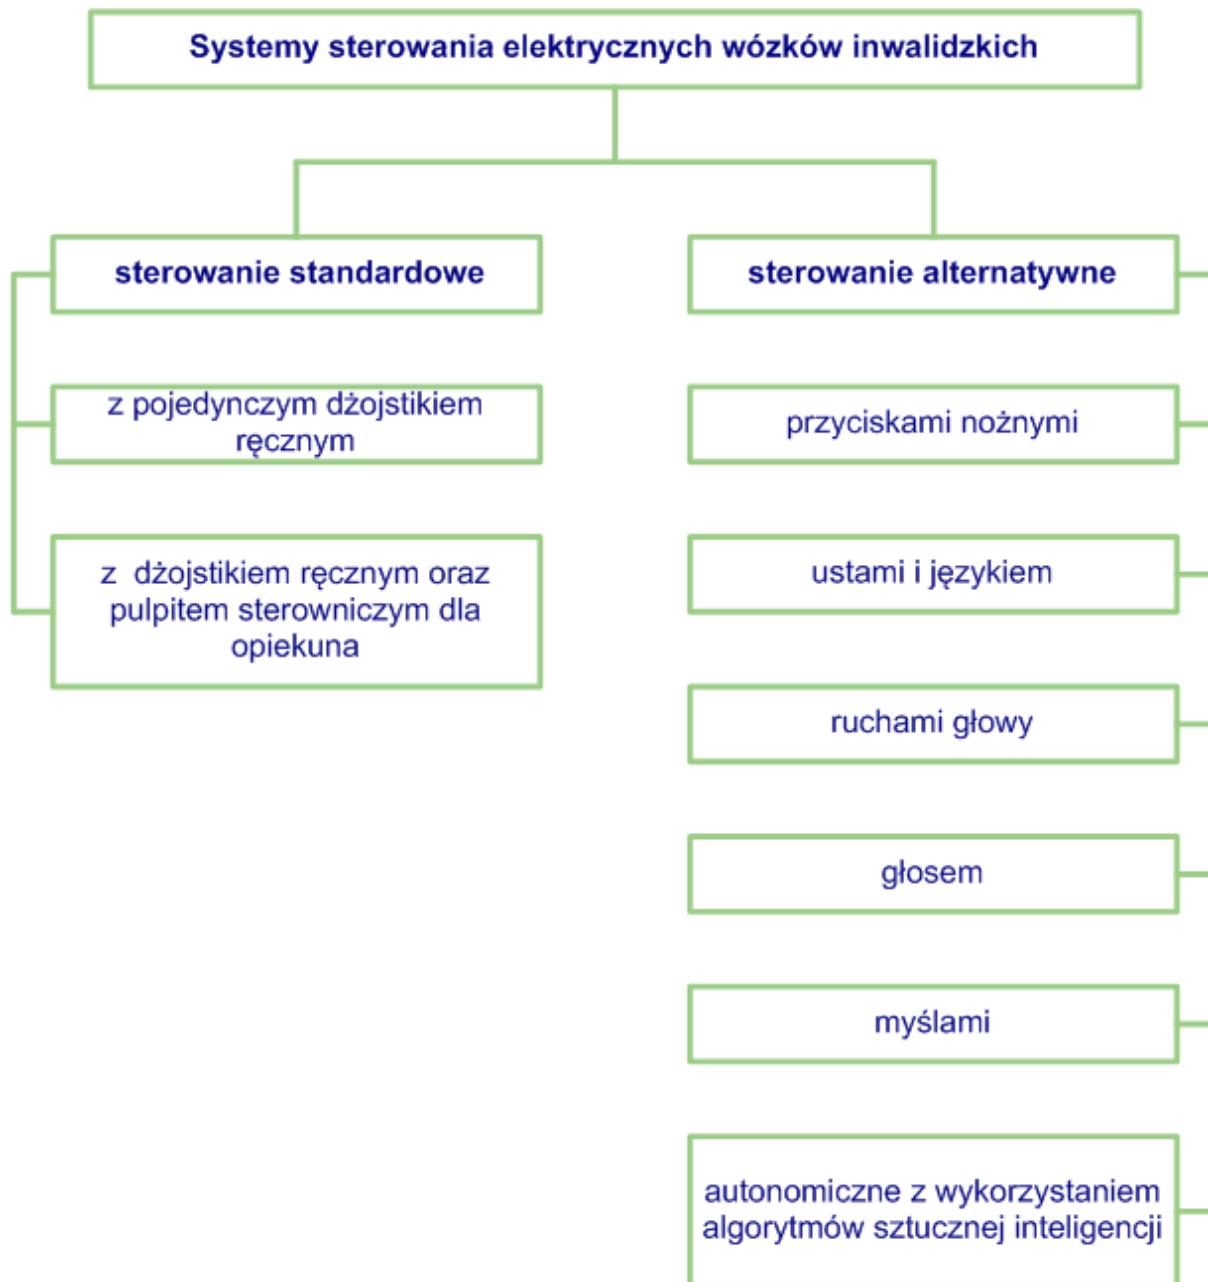 Systemy sterowania elektrycznych wózków inwalidzkich
sterowanie standardowe
z pojedynczym dżojstikiem
ręcznym
z dżojstikiem ręcznym oraz
pulpitem sterowniczym dla
opiekuna
sterowanie alternatywne
przyciskami nożnymi
ustami i językiem
ruchami głowy
głosem
myślami
autonomiczne z wykorzystaniem
algorytmów sztucznej inteligencji